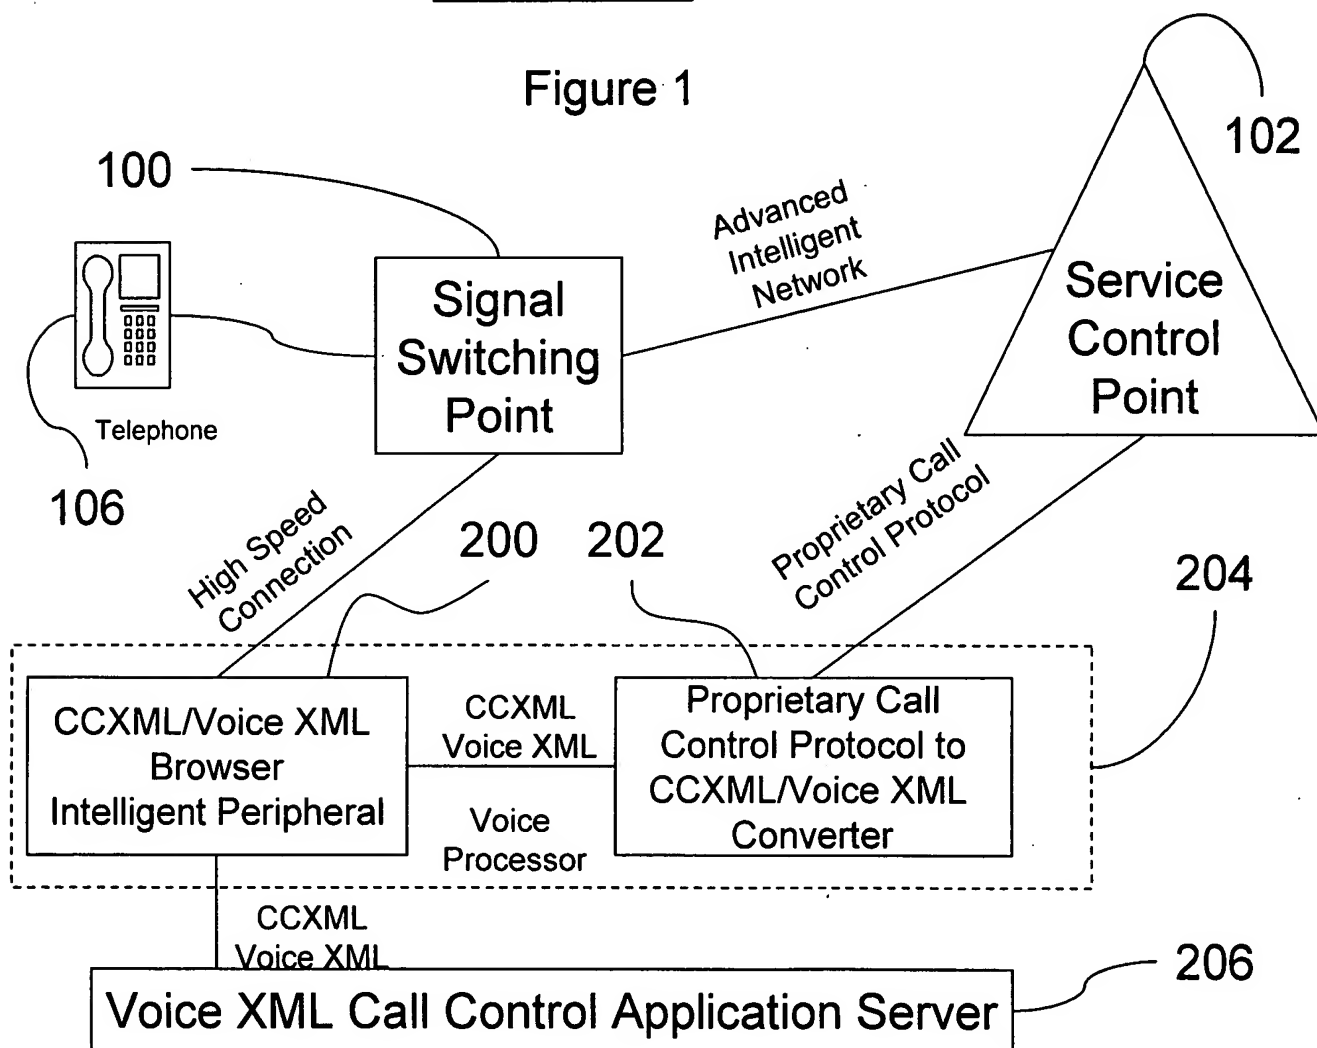 Figure 1
100
102
Advanced
Intelligent
Network
Signal
Switching
Point
Service
Control
Point
Telephone
106
High Speed
Connection
200
202
Proprietary Call
Control Protocol
204
CCXML/Voice XML
Browser
Intelligent Peripheral
CCXML
Voice XML
Voice
Processor
Proprietary Call
Control Protocol to
CCXML/Voice XML
Converter
CCXML
Voice XML
206
Voice XML Call Control Application Server